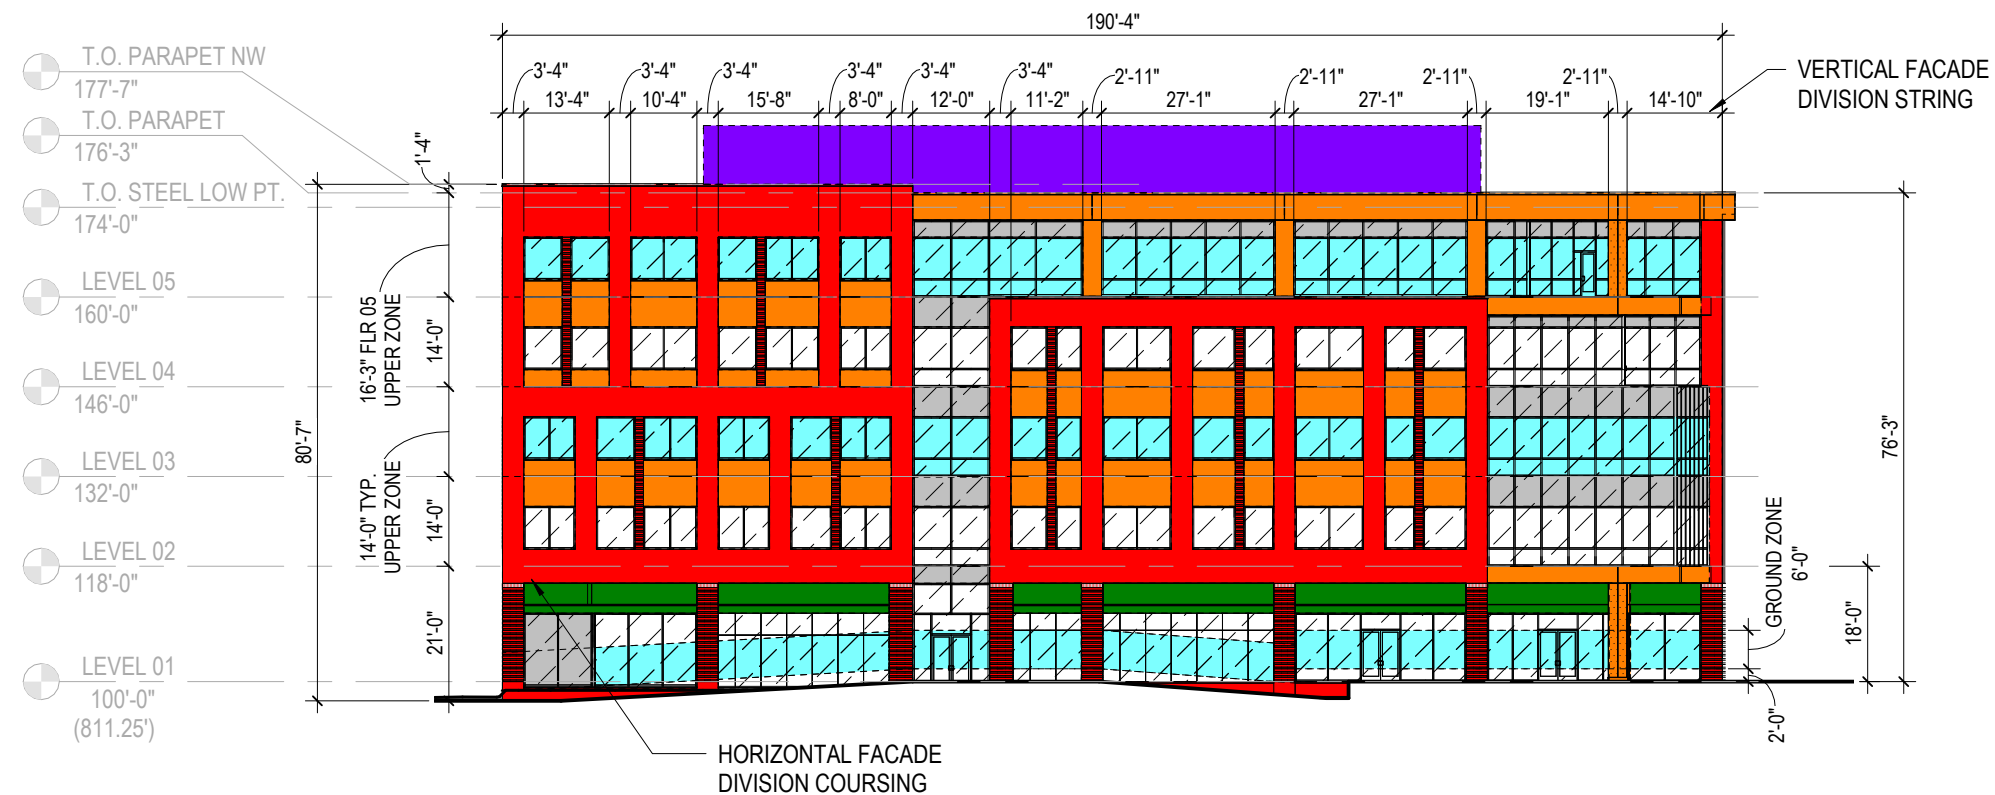 190'-4"
3'-4"
3'-4"
3'-4"
3'-4"
3'-4"
3'-4"
2'-11"
2'-11"
2'-11"
2'-11"
13'-4"
10'-4"
15'-8"
8'-0"
12'-0"
11'-2"
27'-1"
27'-1"
19'-1"
14'-10"
VERTICAL FACADE
DIVISION STRING
T.O. PARAPET NW
177'-7"
T.O. PARAPET
176'-3"
T.O. STEEL LOW PT.
174'-0"
LEVEL 05
160'-0"
LEVEL 04
146'-0"
LEVEL 03
132'-0"
LEVEL 02
118'-0"
LEVEL 01
100'-0"
(811.25')
80'-7"
1'-4"
16'-3" FLR 05
UPPER ZONE
14'-0"
14'-0" TYP.
UPPER ZONE
14'-0"
21'-0"
76'-3"
GROUND ZONE
6'-0"
18'-0"
2'-0"
HORIZONTAL FACADE
DIVISION COURSING